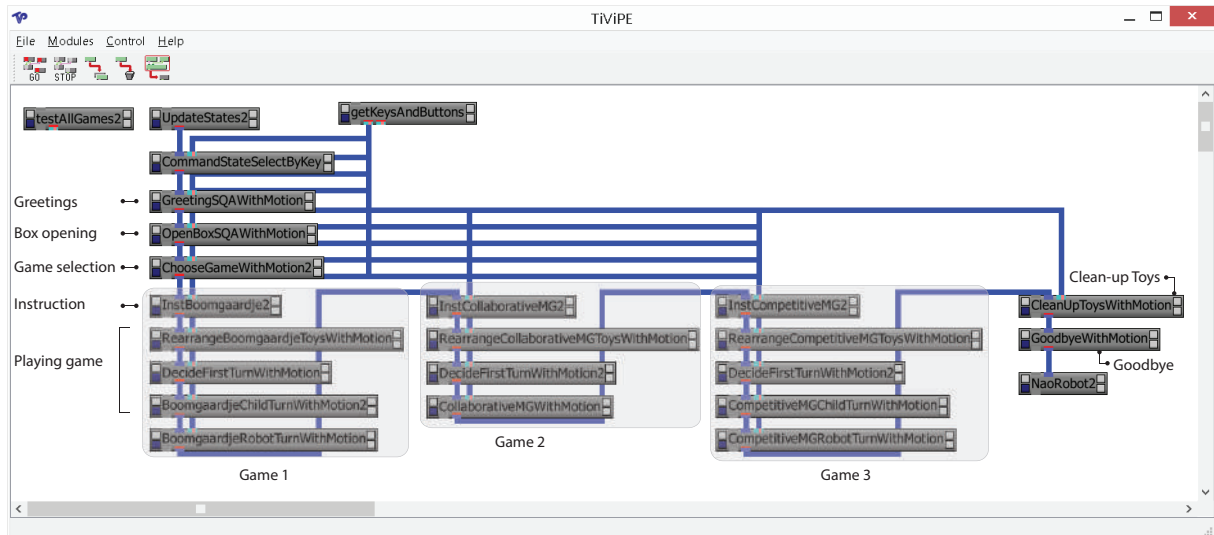 TiViPE
File Modules Control Help
GO STOP
testAllGames2 UpdateStates2 getKeysAndButtons
CommandStateSelectByKey
Greetings GreetingSQAWithMotion
Box opening OpenBoxSQAWithMotion
Game selection ChooseGameWithMotion2
Clean-up Toys
Instruction InstBoomgaardje2 InstCollaborativeMG2 InstCompetitiveMG2 CleanUpToysWithMotion
RearrangeBoomgaardjeToysWithMotion RearrangeCollaborativeMGToysWithMotion RearrangeCompetitiveMGToysWithMotion GoodbyeWithMotion
Playing game
Goodbye
DecideFirstTurnWithMotion DecideFirstTurnWithMotion2 DecideFirstTurnWithMotion2 NaoRobot2
BoomgaardjeChildTurnWithMotion2 CollaborativeMGWithMotion CompetitiveMGChildTurnWithMotion
BoomgaardjeRobotTurnWithMotion CompetitiveMGRobotTurnWithMotion
Game 2
Game 1 Game 3